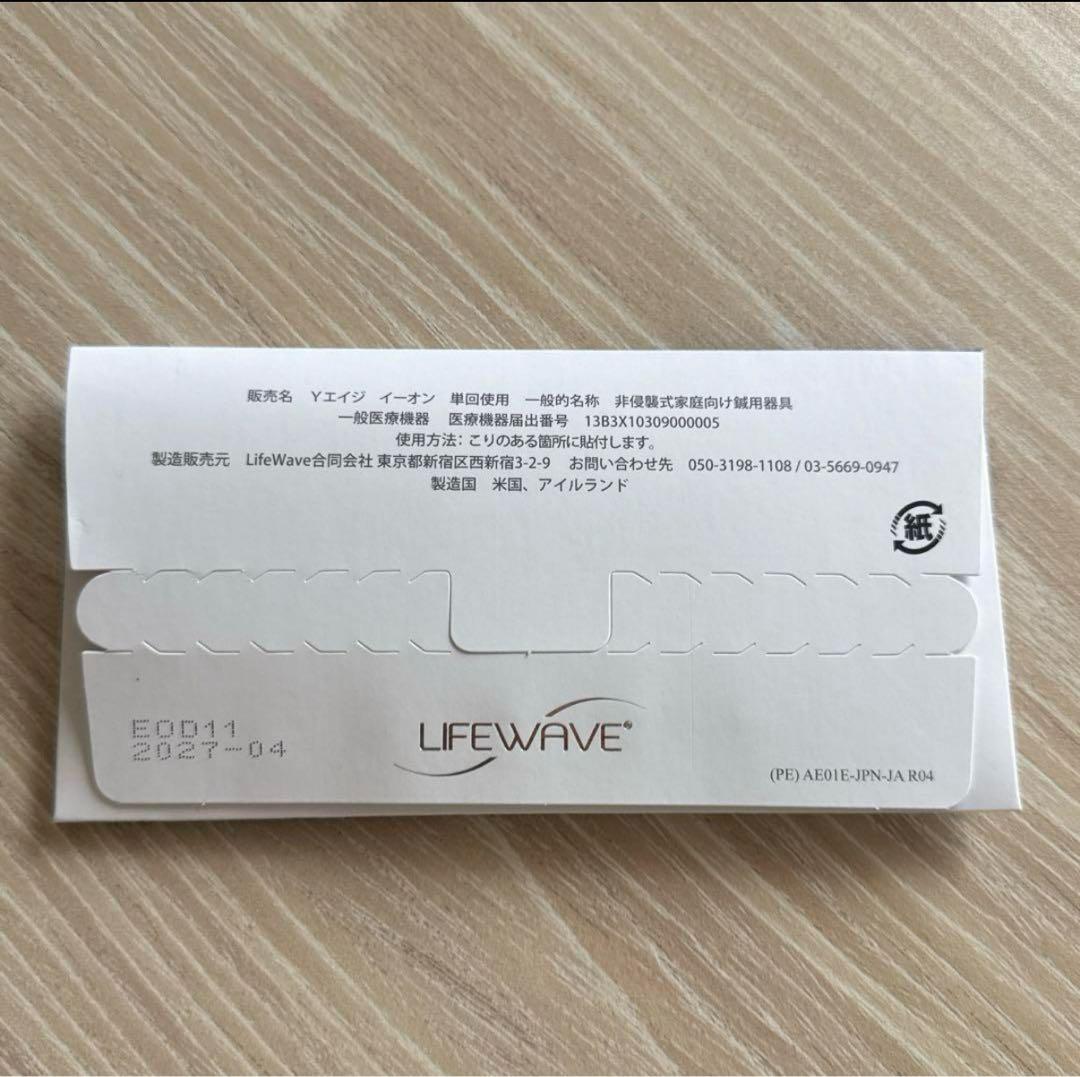 販売名 Yエイジ イーオン 単回使用 一般的名称 非侵襲式家庭向け鍼用器具
一般医療機器 医療機器届出番号 13B3X10309000005
使用方法：こりのある箇所に貼付します。
製造販売元 LifeWave合同会社 東京都新宿区西新宿3-2-9 お問い合わせ先 050-3198-1108 / 03-5669-0947
製造国 米国、アイルランド
紙
EOD11
2027-04
LIFEWAVE®
(PE) AE01E-JPN-JA R04